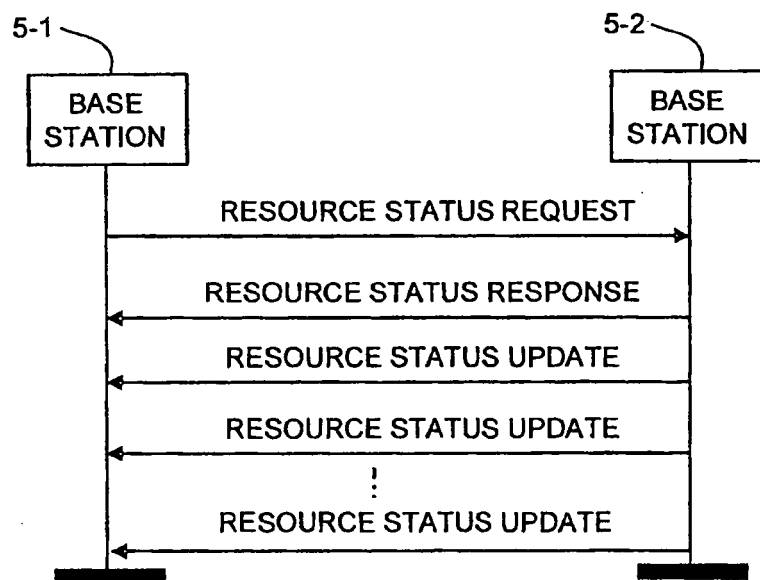 5-1
5-2
BASE
STATION
BASE
STATION
RESOURCE STATUS REQUEST
RESOURCE STATUS RESPONSE
RESOURCE STATUS UPDATE
RESOURCE STATUS UPDATE
RESOURCE STATUS UPDATE